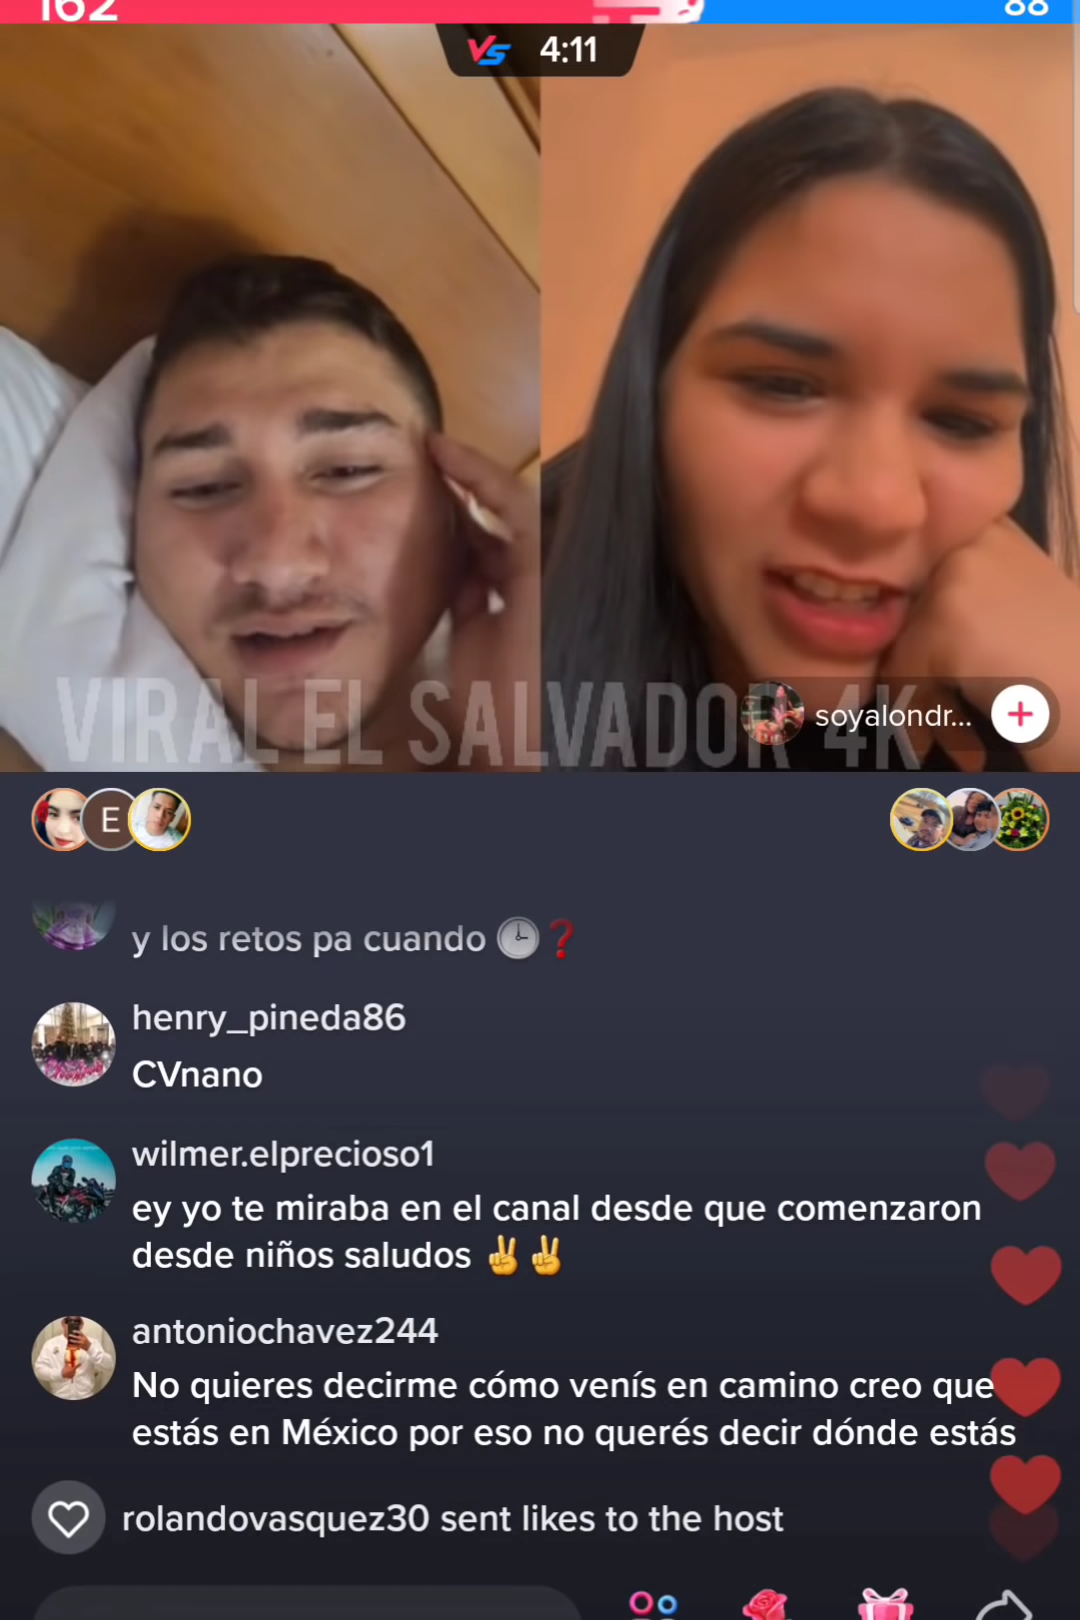 162
88
VS 4:11
VIRAL EL SALVADOR 4K
soyalondr...
E
y los retos pa cuando 🕒❓
henry_pineda86
CVnano
wilmer.elprecioso1
ey yo te miraba en el canal desde que comenzaron
desde niños saludos ✌️✌️
antoniochavez244
No quieres decirme cómo venís en camino creo que
estás en México por eso no querés decir dónde estás
rolandovasquez30 sent likes to the host